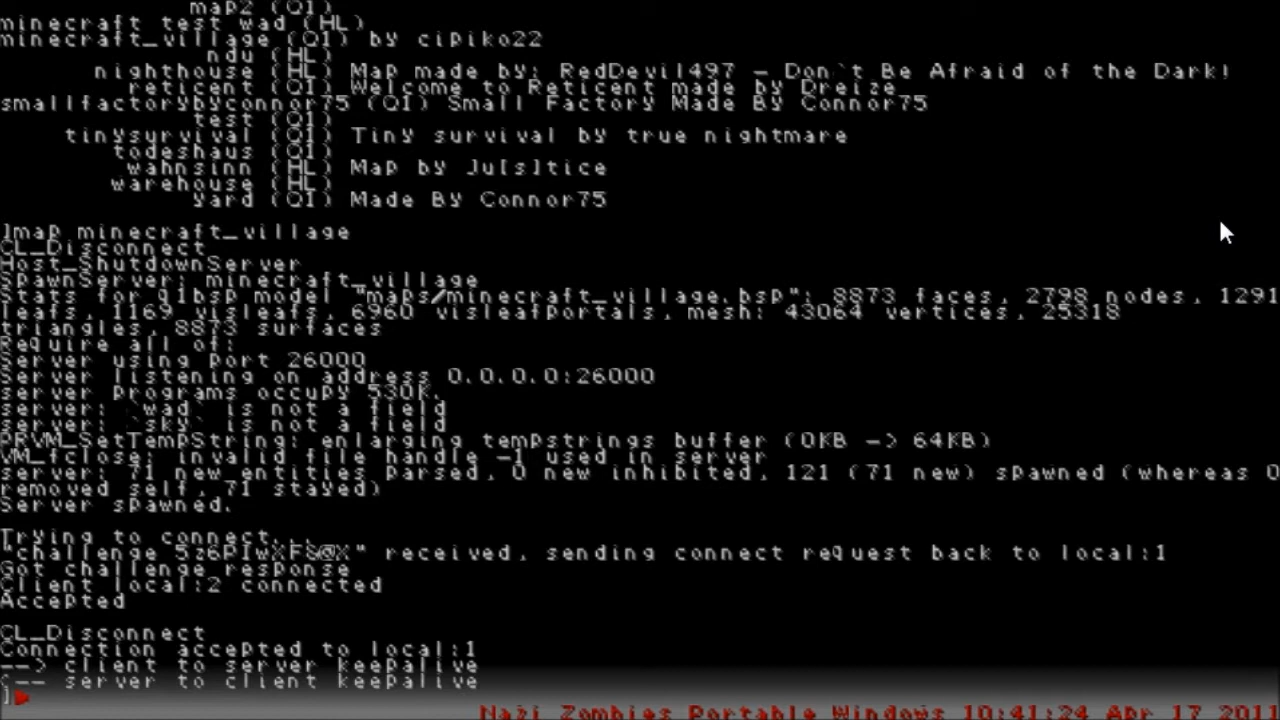 map2 (Q1)
minecraft test wad (HL)
minecraft_village (Q1) by cipiko22
ndu (HL)
nighthouse (HL) Map made by: RedDevil497 - Don`t Be Afraid of the Dark!
reticent (Q1) Welcome to Reticent made by Dreize
smallfactorybyconnor75 (Q1) Small Factory Made By Connor75
test (Q1)
tinysurvival (Q1) Tiny survival by true nightmare
todeshaus (Q1)
wahnsinn (HL) Map by Ju[s]tice
warehouse (HL)
yard (Q1) Made By Connor75
]map minecraft_village
CL_Disconnect
Host_ShutdownServer
SpawnServer: minecraft_village
Stats for q1bsp model "maps/minecraft_village.bsp": 8873 faces, 2798 nodes, 1291
leafs, 1169 visleafs, 6960 visleafportals, mesh: 43064 vertices, 25318
triangles, 8873 surfaces
Require all of:
Server using port 26000
Server listening on address 0.0.0.0:26000
server programs occupy 530K.
server: `wad` is not a field
server: `sky` is not a field
PRVM_SetTempString: enlarging tempstrings buffer (0KB -> 64KB)
VM_fclose: invalid file handle -1 used in server
server: 71 new entities parsed, 0 new inhibited, 121 (71 new) spawned (whereas 0
removed self, 71 stayed)
Server spawned.
Trying to connect...
"challenge received, sending connect request back to local:1
Got challenge response
Client local:2 connected
Accepted
CL_Disconnect
Connection accepted to local:1
--> client to server keepalive
<-- server to client keepalive
]
Nazi Zombies Portable Windows 10:41:24 Apr 17 2011